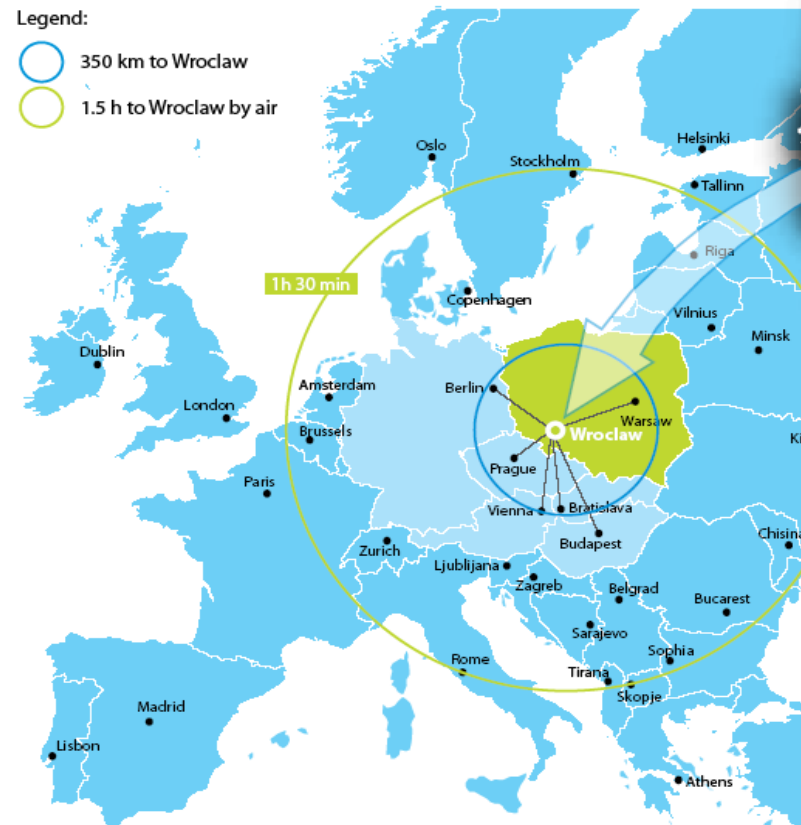 Legend:
350 km to Wroclaw
1.5 h to Wroclaw by air
Oslo
Stockholm
Helsinki
Tallinn
Riga
1h 30 min
Copenhagen
Vilnius
Minsk
Dublin
Amsterdam
Berlin
London
Warsaw
Brussels
Wroclaw
Prague
Ki
Paris
Vienna
Bratislava
Zurich
Budapest
Chisina
Ljublijana
Zagreb
Belgrad
Bucarest
Sarajevo
Sophia
Rome
Tirana
Skopje
Madrid
Lisbon
Athens